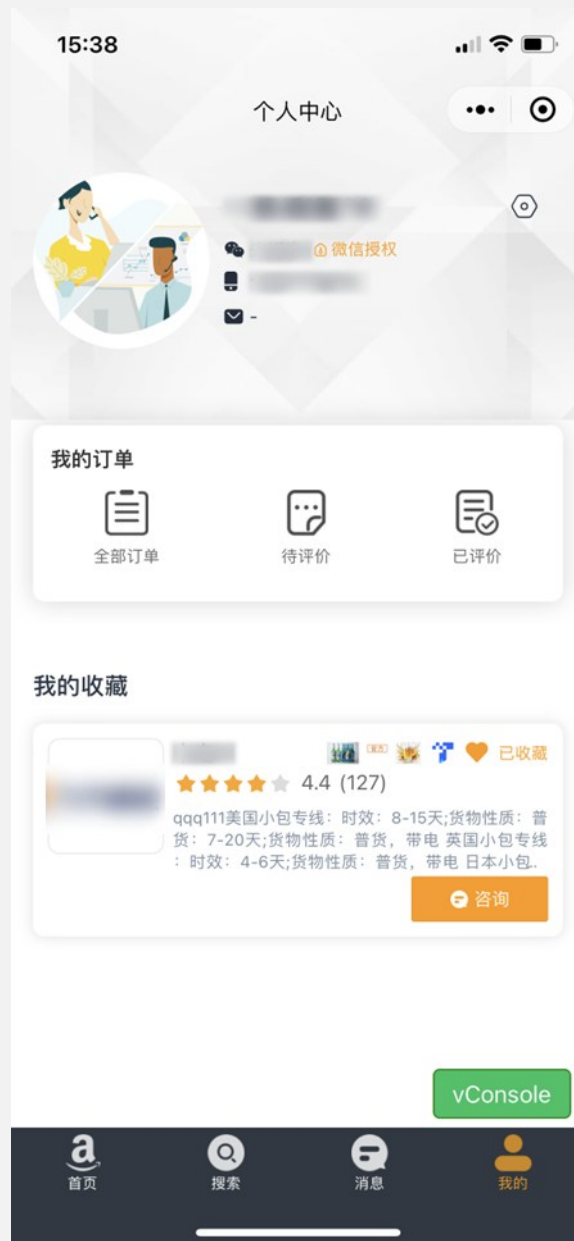 15:38
个人中心
微信授权
-
我的订单
全部订单
待评价
已评价
我的收藏
已收藏
4.4 (127)
qqq111美国小包专线：时效：8-15天;货物性质：普
货：7-20天;货物性质：普货，带电 英国小包专线
：时效：4-6天;货物性质：普货，带电 日本小包..
咨询
vConsole
a
首页
搜索
消息
我的